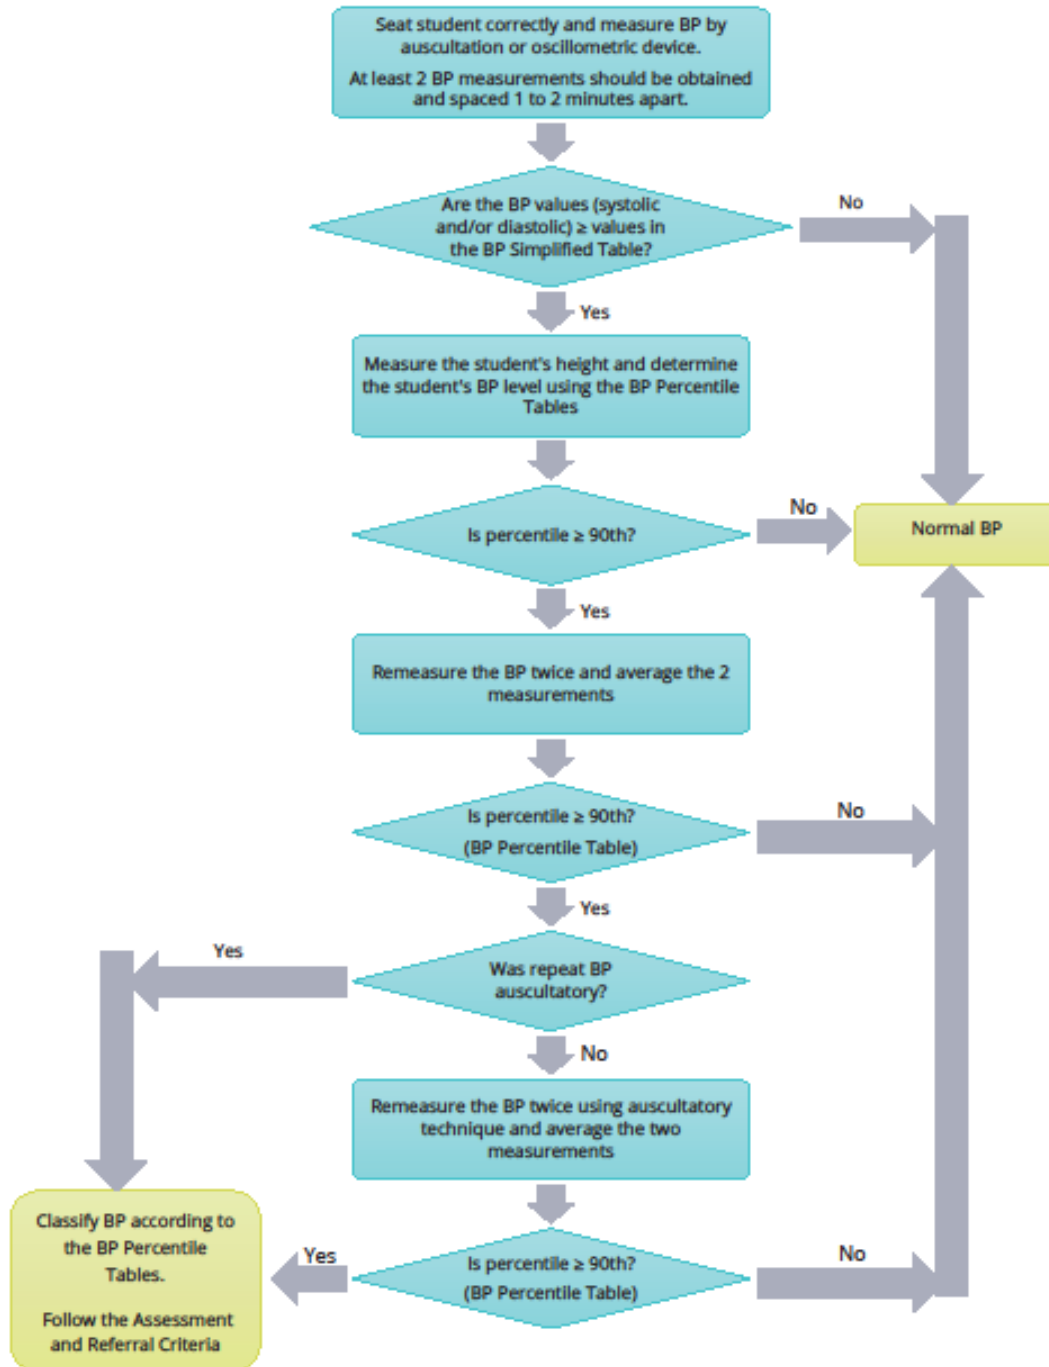 Seat student correctly and measure BP by
auscultation or oscillometric device.
At least 2 BP measurements should be obtained
and spaced 1 to 2 minutes apart.
Are the BP values (systolic
and/or diastolic) ≥ values in
the BP Simplified Table?
No
Yes
Measure the student's height and determine
the student's BP level using the BP Percentile
Tables
Is percentile ≥ 90th?
No
Normal BP
Yes
Remeasure the BP twice and average the 2
measurements
Is percentile ≥ 90th?
(BP Percentile Table)
No
Yes
Was repeat BP
auscultatory?
Yes
No
Remeasure the BP twice using auscultatory
technique and average the two
measurements
Is percentile ≥ 90th?
(BP Percentile Table)
No
Yes
Classify BP according to
the BP Percentile
Tables.
Follow the Assessment
and Referral Criteria